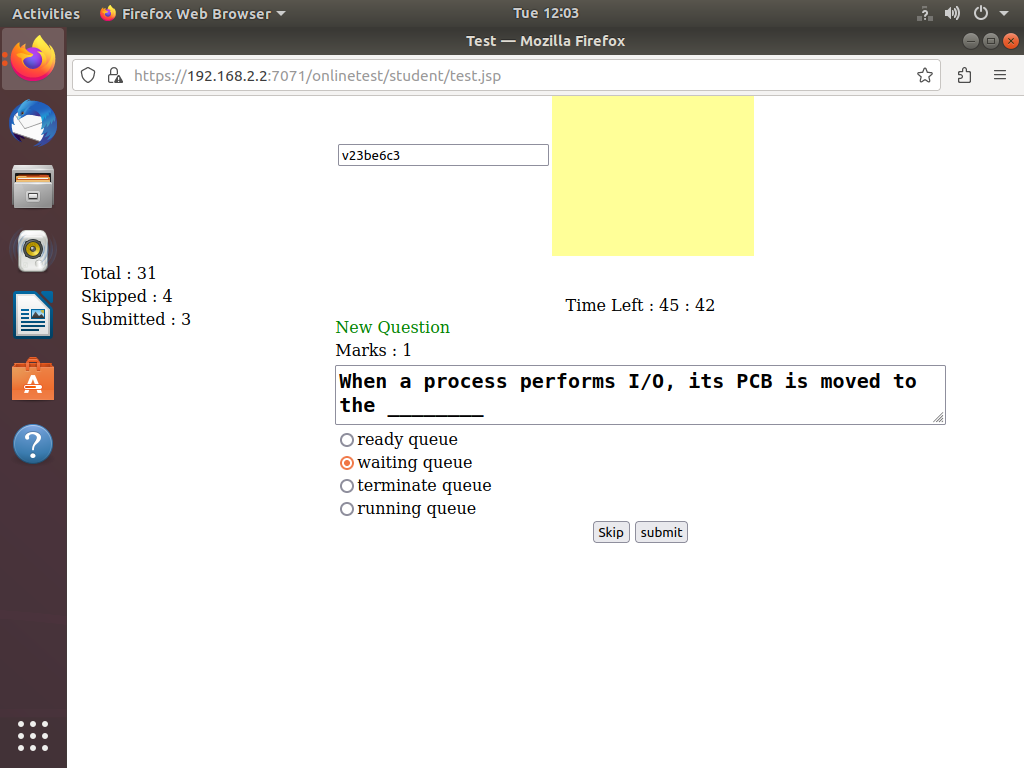 Activities
Firefox Web Browser
Tue 12:03
Test — Mozilla Firefox
https://192.168.2.2:7071/onlinetest/student/test.jsp
v23be6c3
Total : 31
Skipped : 4
Submitted : 3
Time Left : 45 : 42
New Question
Marks : 1
When a process performs I/O, its PCB is moved to
the ________
ready queue
waiting queue
terminate queue
running queue
Skip submit